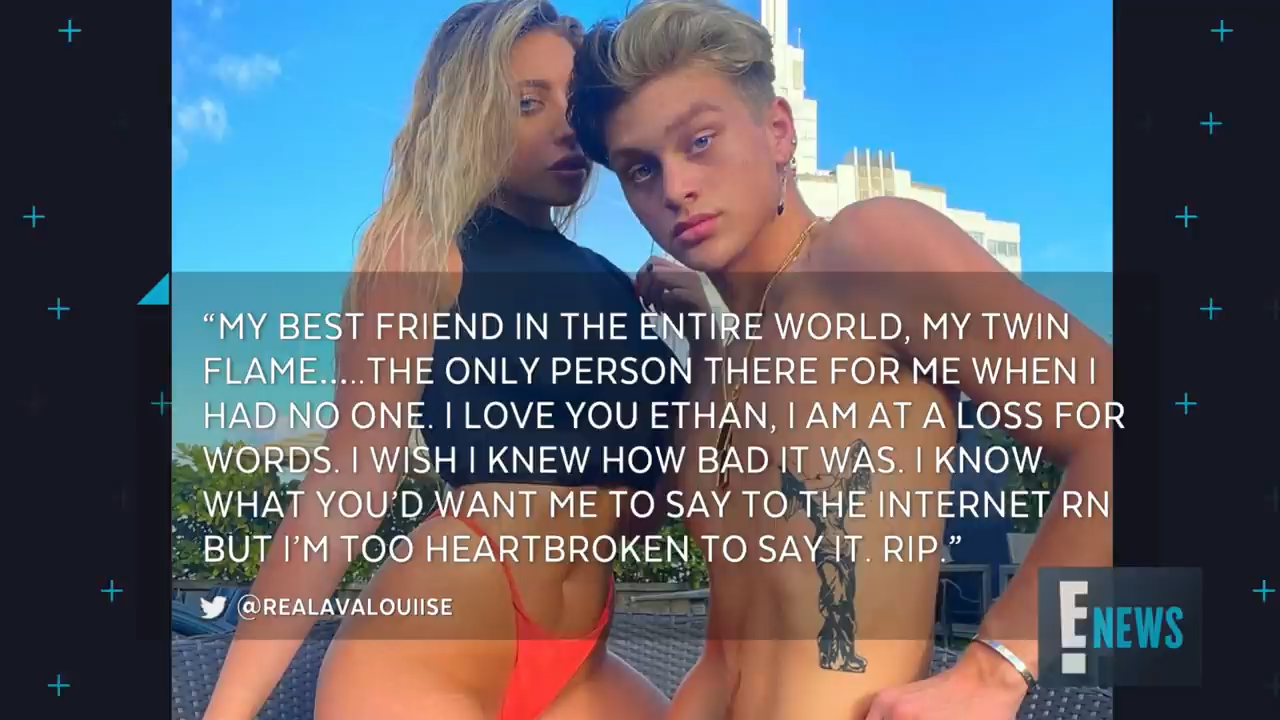 “MY BEST FRIEND IN THE ENTIRE WORLD, MY TWIN
FLAME.....THE ONLY PERSON THERE FOR ME WHEN I
HAD NO ONE. I LOVE YOU ETHAN, I AM AT A LOSS FOR
WORDS. I WISH I KNEW HOW BAD IT WAS. I KNOW
WHAT YOU’D WANT ME TO SAY TO THE INTERNET RN
BUT I’M TOO HEARTBROKEN TO SAY IT. RIP.”
@REALAVALOUIISE
E! NEWS